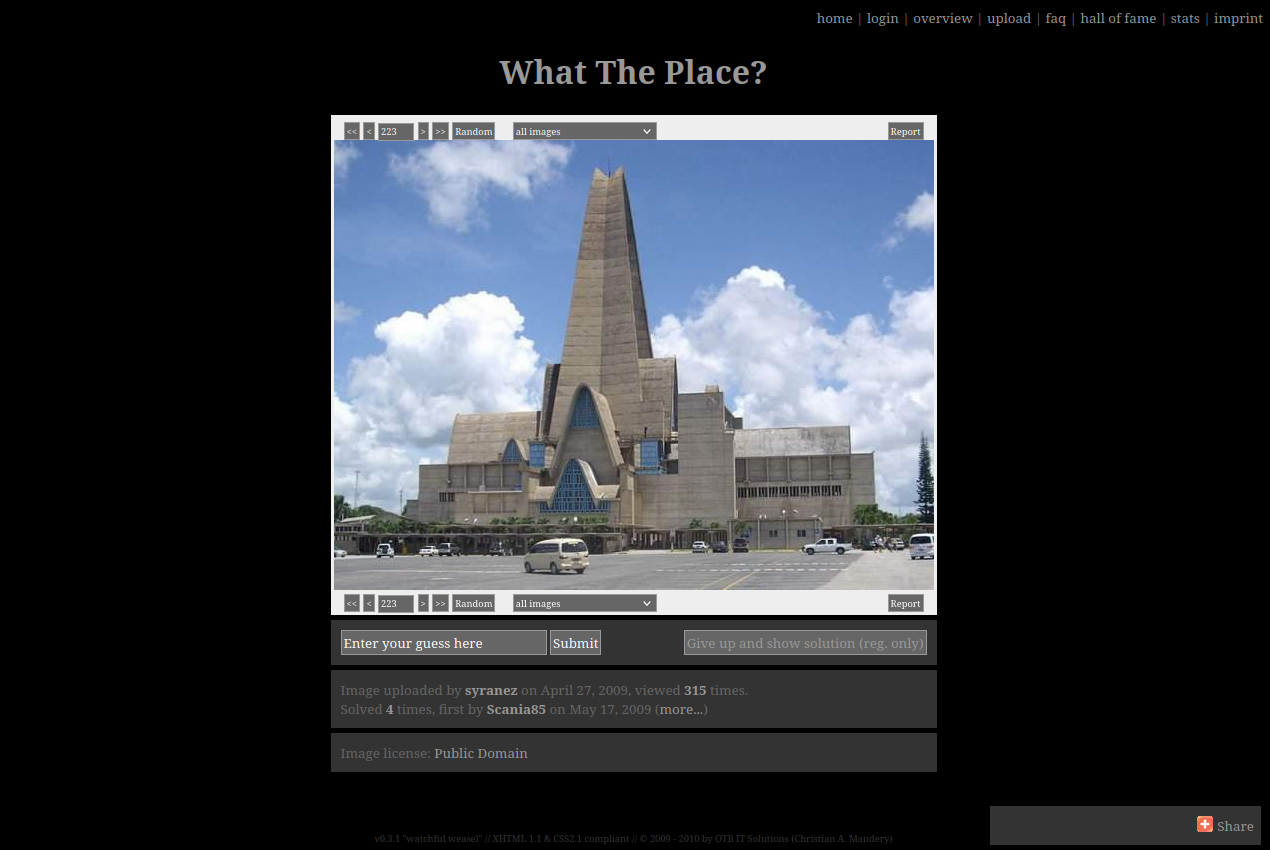 home | login | overview | upload | faq | hall of fame | stats | imprint
What The Place?
<< < 223 > >> Random all images Report
<< < 223 > >> Random all images Report
Enter your guess here Submit Give up and show solution (reg. only)
Image uploaded by syranez on April 27, 2009, viewed 315 times.
Solved 4 times, first by Scania85 on May 17, 2009 (more...)
Image license: Public Domain
Share
v0.3.1 "watchful weasel" // XHTML 1.1 & CSS2.1 compliant // © 2009 - 2010 by OTB IT Solutions (Christian A. Mandery)